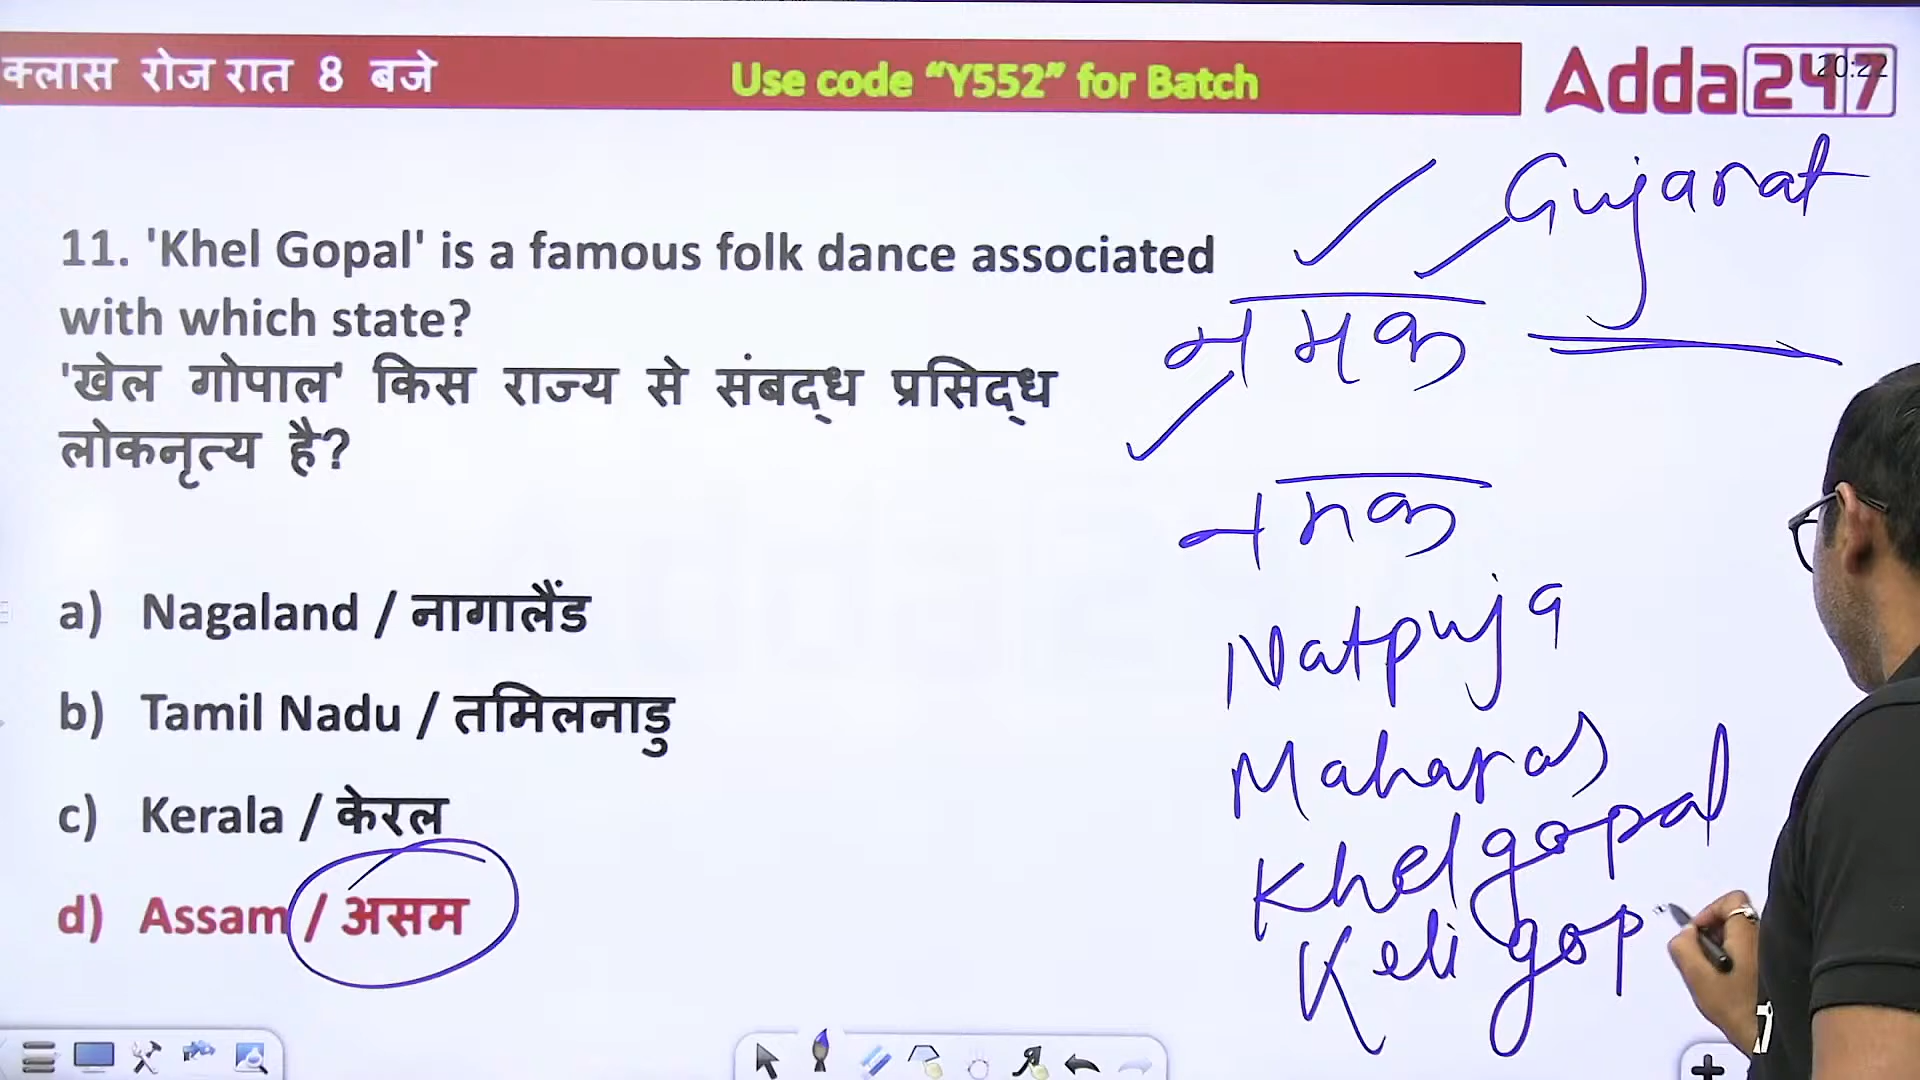 क्लास रोज रात 8 बजे
Use code “Y552” for Batch
Adda247
20:22
11. 'Khel Gopal' is a famous folk dance associated
with which state?
'खेल गोपाल' किस राज्य से संबद्ध प्रसिद्ध
लोकनृत्य है?
a) Nagaland / नागालैंड
b) Tamil Nadu / तमिलनाडु
c) Kerala / केरल
d) Assam / असम
Gujarat
नमक
नमक
Natpuja
Maharas
Khelgopal
Keli gop